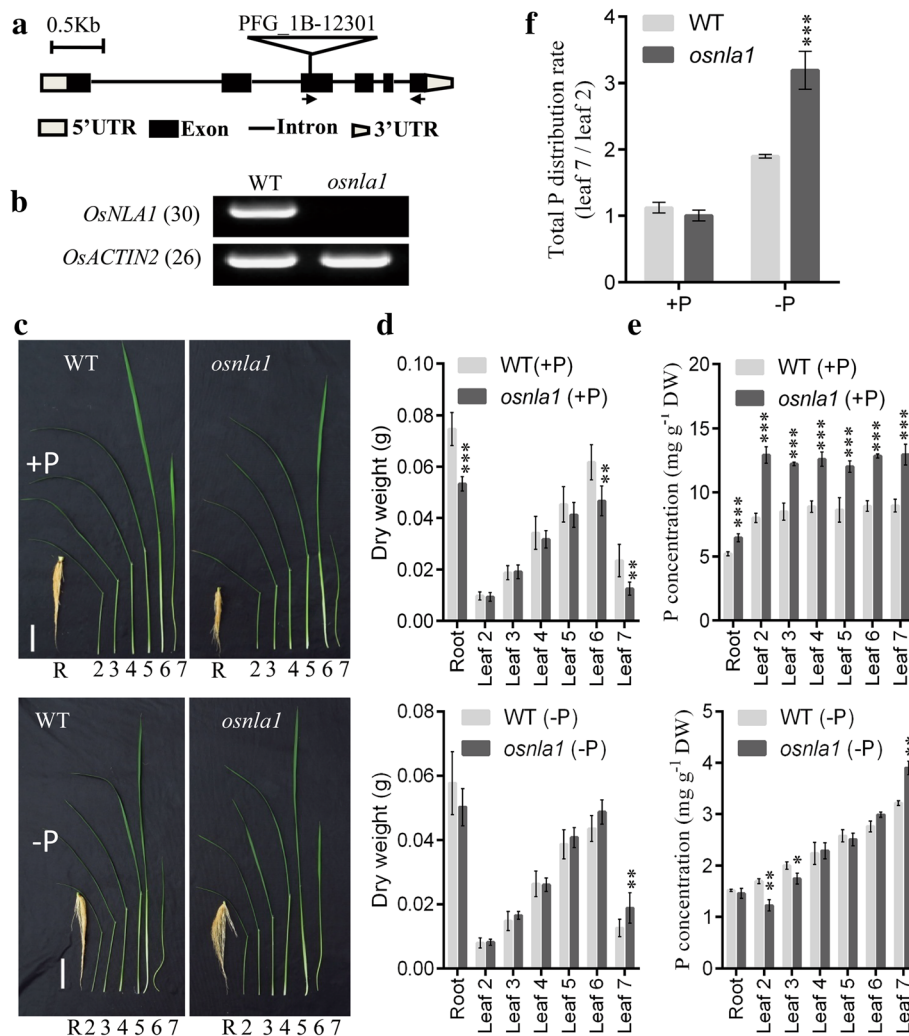 a
0.5Kb
PFG_1B-12301
5'UTR Exon Intron 3'UTR
b
WT osnla1
OsNLA1 (30)
OsACTIN2 (26)
f
WT
osnla1
Total P distribution rate
(leaf 7 / leaf 2)
4
3
2
1
0
***
+P -P
c
WT osnla1
+P
R 2 3 4 5 6 7 2 3 4 5 6 7
WT osnla1
-P
R 2 3 4 5 6 7 R 2 3 4 5 6 7
d
WT(+P)
osnla1 (+P)
Dry weight (g)
0.10
0.08
0.06
0.04
0.02
0.00
*** ** **
Root Leaf 2 Leaf 3 Leaf 4 Leaf 5 Leaf 6 Leaf 7
WT (-P)
osnla1 (-P)
Dry weight (g)
0.08
0.06
0.04
0.02
0.00
**
Root Leaf 2 Leaf 3 Leaf 4 Leaf 5 Leaf 6 Leaf 7
e
WT (+P)
osnla1 (+P)
P concentration (mg g-1 DW)
20
15
10
5
0
*** *** *** *** *** *** ***
Root Leaf 2 Leaf 3 Leaf 4 Leaf 5 Leaf 6 Leaf 7
WT (-P)
osnla1 (-P)
P concentration (mg g-1 DW)
5
4
3
2
1
0
** * **
Root Leaf 2 Leaf 3 Leaf 4 Leaf 5 Leaf 6 Leaf 7